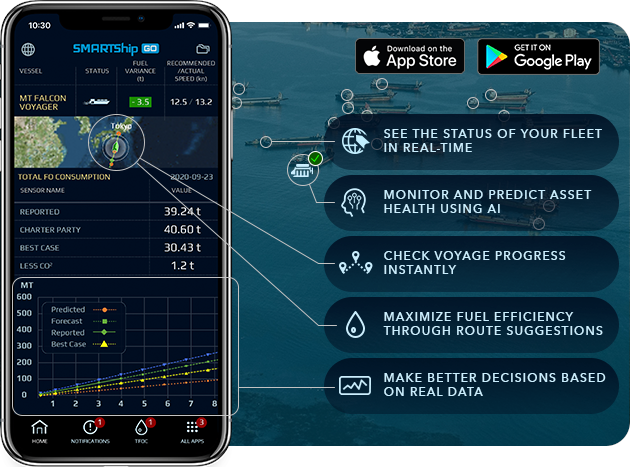 10:30
SMARTShip GO
VESSEL
STATUS
FUEL
VARIANCE
(t)
RECOMMENDED
/ACTUAL
SPEED (kn)
MT FALCON
VOYAGER
- 3.5
12.5 / 13.2
Tokyo
TOTAL FO CONSUMPTION
2020-09-23
SENSOR NAME
VALUE
REPORTED
39.24 t
CHARTER PARTY
40.60 t
BEST CASE
30.43 t
LESS CO²
1.2 t
MT
600
500
400
300
200
100
0
Predicted
Forecast
Reported
Best Case
1 2 3 4 5 6 7 8
HOME
1
NOTIFICATIONS
1
TFOC
3
ALL APPS
Download on the
App Store
GET IT ON
Google Play
SEE THE STATUS OF YOUR FLEET
IN REAL-TIME
MONITOR AND PREDICT ASSET
HEALTH USING AI
CHECK VOYAGE PROGRESS
INSTANTLY
MAXIMIZE FUEL EFFICIENCY
THROUGH ROUTE SUGGESTIONS
MAKE BETTER DECISIONS BASED
ON REAL DATA